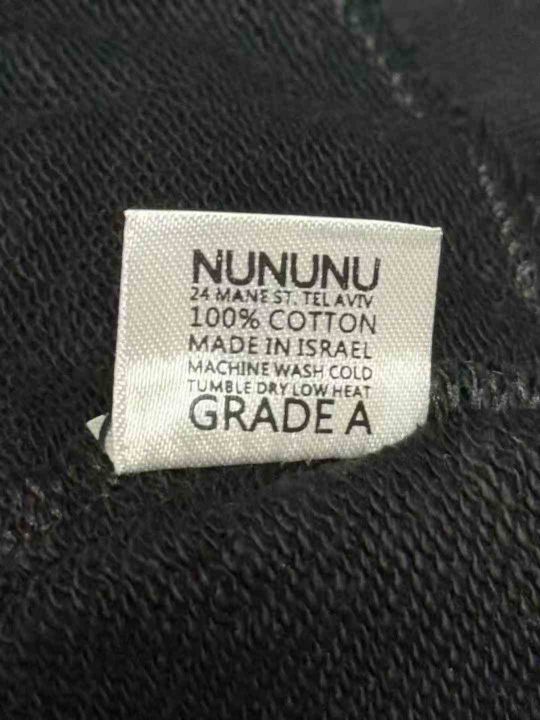 NUNUNU
24 MANE ST. TEL AVIV
100% COTTON
MADE IN ISRAEL
MACHINE WASH COLD
TUMBLE DRY LOW HEAT
GRADE A